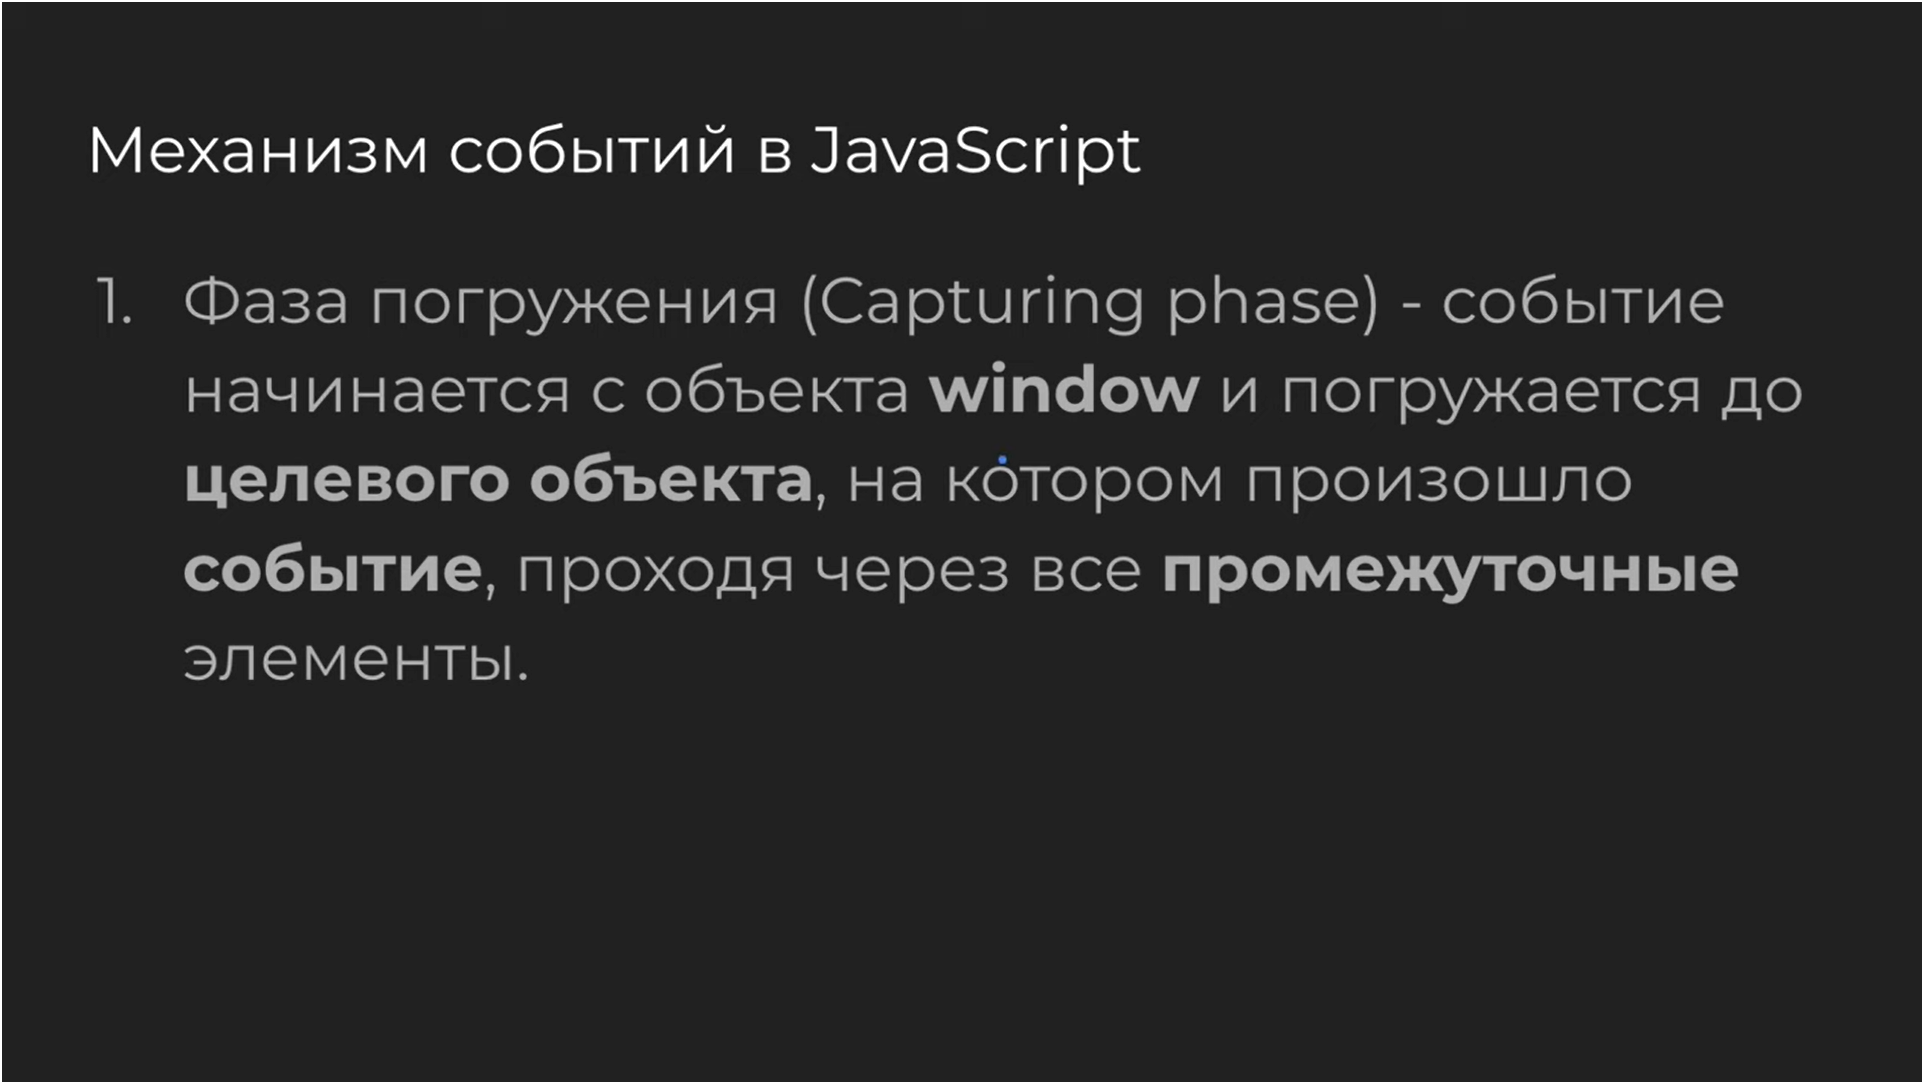 Механизм событий в JavaScript
1. Фаза погружения (Capturing phase) - событие
начинается с объекта window и погружается до
целевого объекта, на котором произошло
событие, проходя через все промежуточные
элементы.